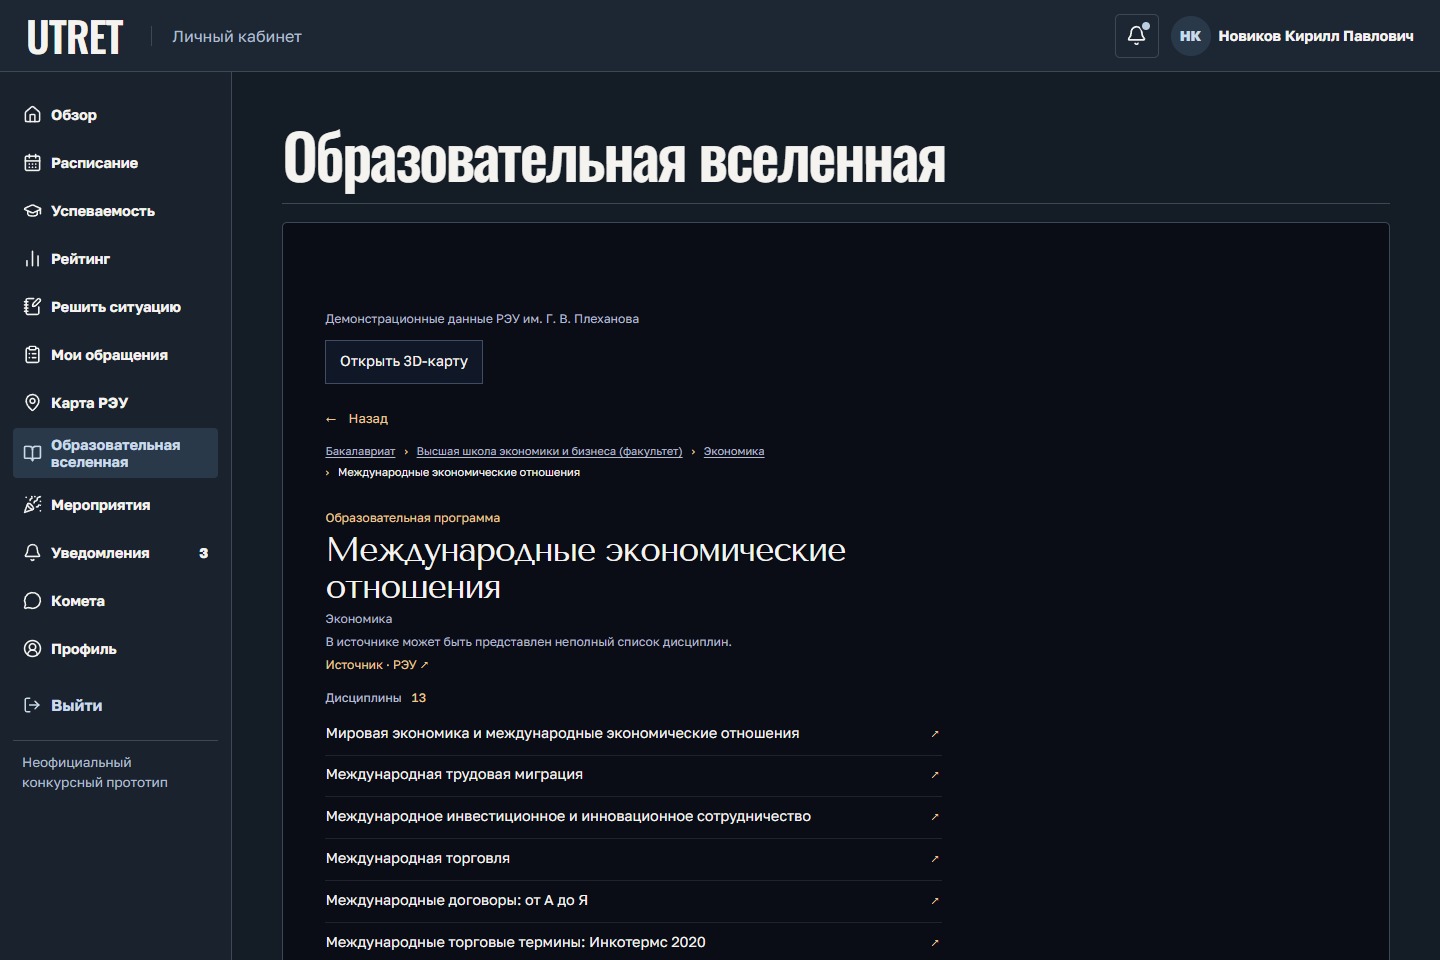 UTRET
Личный кабинет
НК
Новиков Кирилл Павлович
Обзор
Расписание
Успеваемость
Рейтинг
Решить ситуацию
Мои обращения
Карта РЭУ
Образовательная
вселенная
Мероприятия
Уведомления 3
Комета
Профиль
Выйти
Неофициальный
конкурсный прототип
Образовательная вселенная
Демонстрационные данные РЭУ им. Г. В. Плеханова
Открыть 3D-карту
← Назад
Бакалавриат › Высшая школа экономики и бизнеса (факультет) › Экономика
› Международные экономические отношения
Образовательная программа
Международные экономические
отношения
Экономика
В источнике может быть представлен неполный список дисциплин.
Источник · РЭУ ↗
Дисциплины 13
Мировая экономика и международные экономические отношения ↗
Международная трудовая миграция ↗
Международное инвестиционное и инновационное сотрудничество ↗
Международная торговля ↗
Международные договоры: от А до Я ↗
Международные торговые термины: Инкотермс 2020 ↗